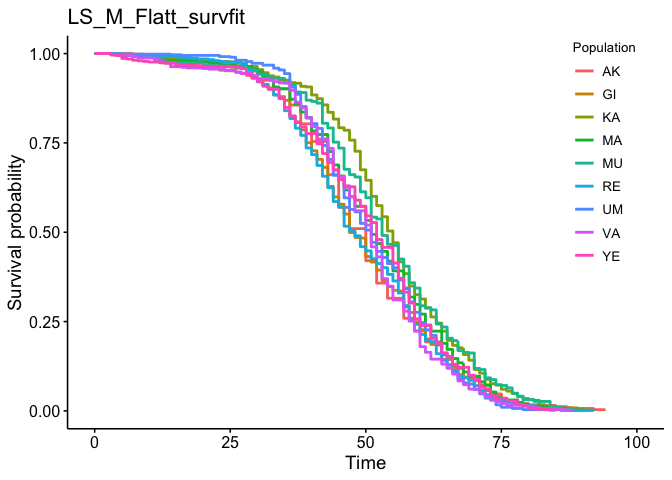 LS_M_Flatt_survfit
Population
AK
GI
KA
MA
MU
RE
UM
VA
YE
Survival probability
1.00
0.75
0.50
0.25
0.00
0 25 50 75 100
Time